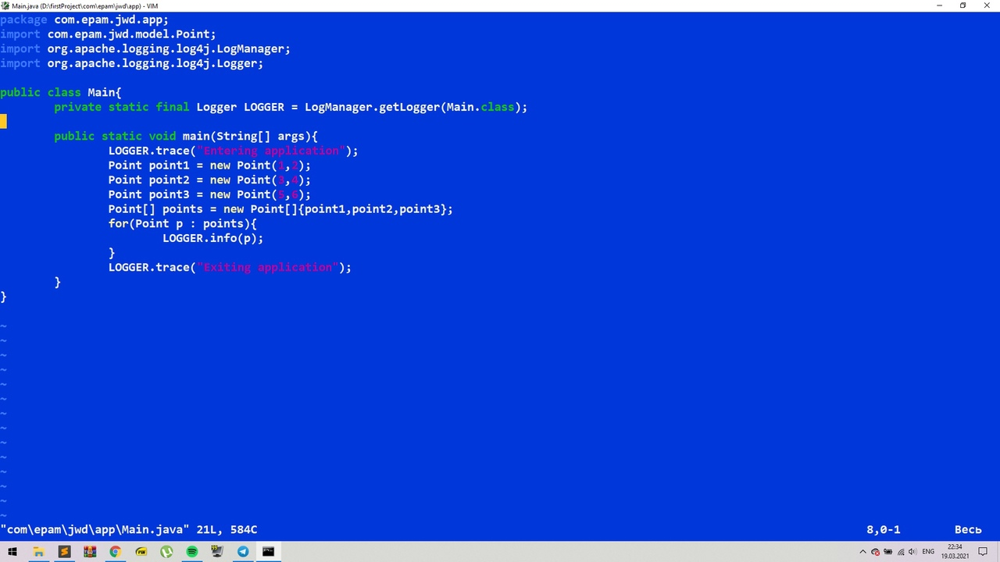 Main.java (D:\firstProject\com\epam\jwd\app) - VIM
package com.epam.jwd.app;
import com.epam.jwd.model.Point;
import org.apache.logging.log4j.LogManager;
import org.apache.logging.log4j.Logger;
public class Main{
private static final Logger LOGGER = LogManager.getLogger(Main.class);
public static void main(String[] args){
LOGGER.trace("Entering application");
Point point1 = new Point(1,2);
Point point2 = new Point(3,4);
Point point3 = new Point(5,6);
Point[] points = new Point[]{point1,point2,point3};
for(Point p : points){
LOGGER.info(p);
}
LOGGER.trace("Exiting application");
}
}
~
~
~
~
~
~
~
~
~
~
~
~
~
~
"com\epam\jwd\app\Main.java" 21L, 584C 8,0-1 Весь
ENG 22:34
19.03.2021